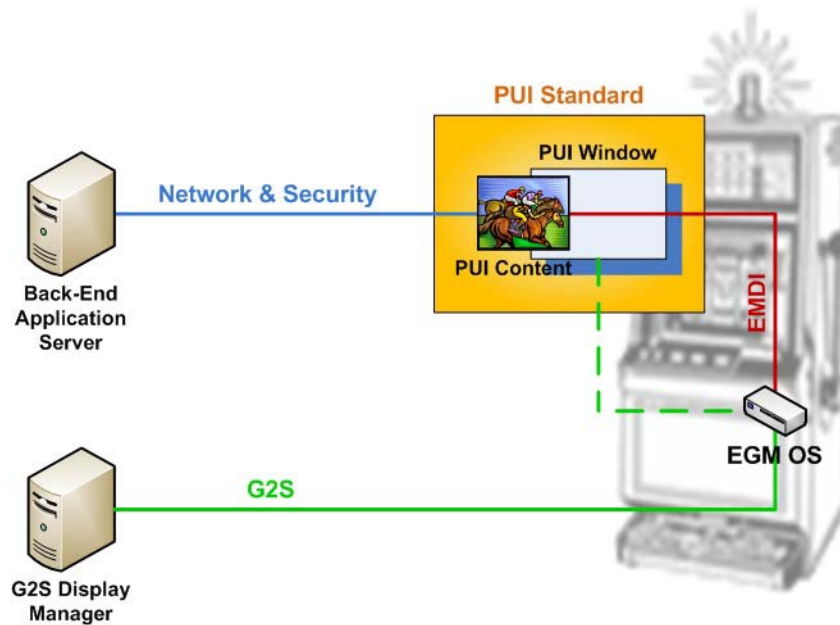 PUI Standard
PUI Window
Network & Security
PUI Content
Back-End
Application
Server
EMDI
EGM OS
G2S
G2S Display
Manager